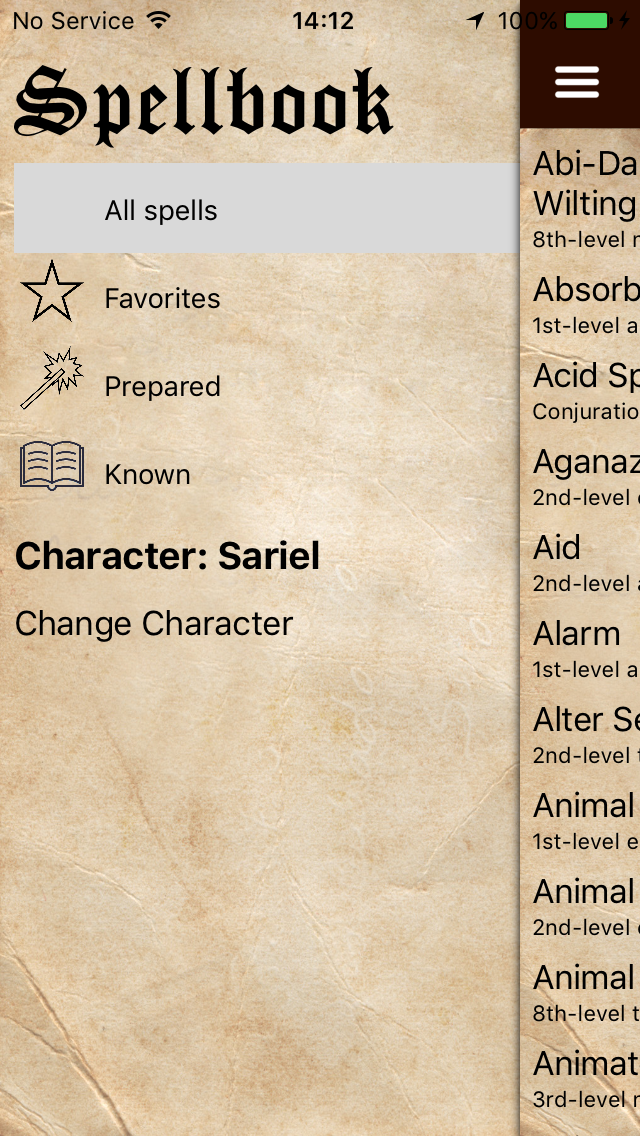 No Service 14:12 100%
Spellbook
All spells
Favorites
Prepared
Known
Character: Sariel
Change Character
Abi-Da
Wilting
8th-level n
Absorb
1st-level a
Acid Sp
Conjuratio
Aganaz
2nd-level
Aid
2nd-level a
Alarm
1st-level a
Alter Se
2nd-level t
Animal
1st-level e
Animal
2nd-level
Animal
8th-level t
Animat
3rd-level n